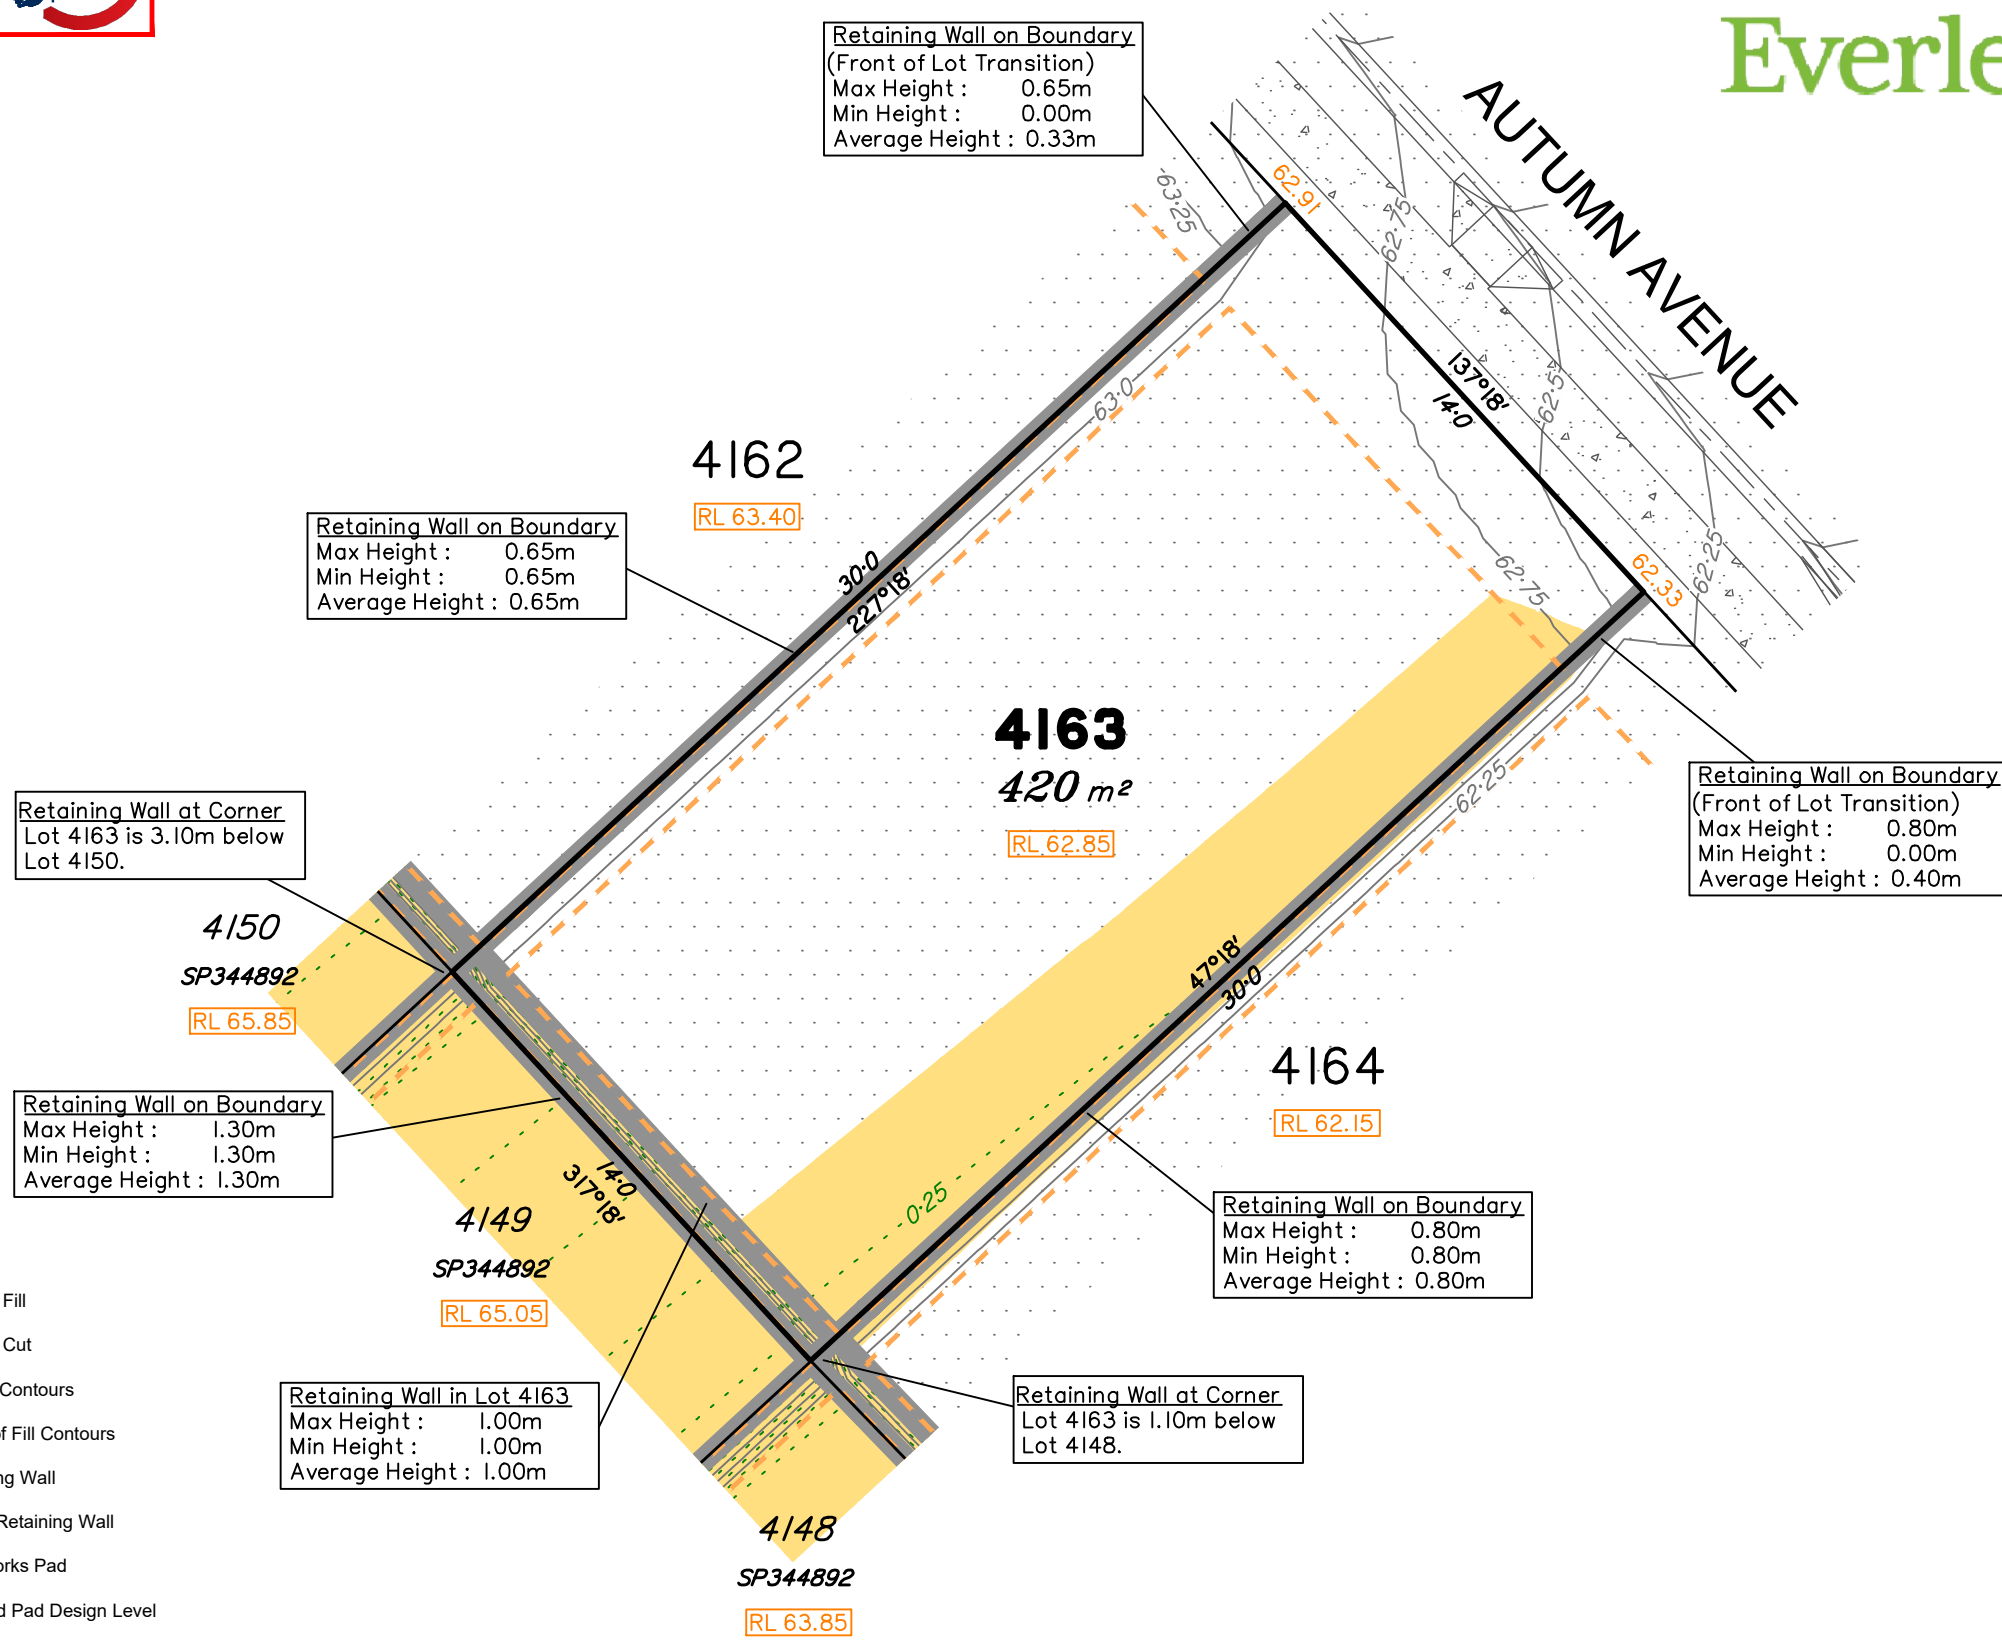 Retaining Wall on Boundary
(Front of Lot Transition)
Max Height : 0.65m
Min Height : 0.00m
Average Height : 0.33m
Everle
AUTUMN AVENUE
62.91
63·25
62·75
137°18'
14·0
62·5
63·0
4162
RL 63.40
Retaining Wall on Boundary
Max Height : 0.65m
Min Height : 0.65m
Average Height : 0.65m
30·0
227°18'
62·75
62.33
62·25
4163
420 m²
RL 62.85
62·25
Retaining Wall on Boundary
(Front of Lot Transition)
Max Height : 0.80m
Min Height : 0.00m
Average Height : 0.40m
Retaining Wall at Corner
Lot 4163 is 3.10m below
Lot 4150.
4150
SP344892
RL 65.85
47°18'
30·0
4164
RL 62.15
Retaining Wall on Boundary
Max Height : 1.30m
Min Height : 1.30m
Average Height : 1.30m
14·0
317°18'
4149
SP344892
RL 65.05
0·25
Retaining Wall on Boundary
Max Height : 0.80m
Min Height : 0.80m
Average Height : 0.80m
Fill
Cut
Contours
f Fill Contours
ng Wall
Retaining Wall
orks Pad
d Pad Design Level
Retaining Wall in Lot 4163
Max Height : 1.00m
Min Height : 1.00m
Average Height : 1.00m
Retaining Wall at Corner
Lot 4163 is 1.10m below
Lot 4148.
4148
SP344892
RL 63.85